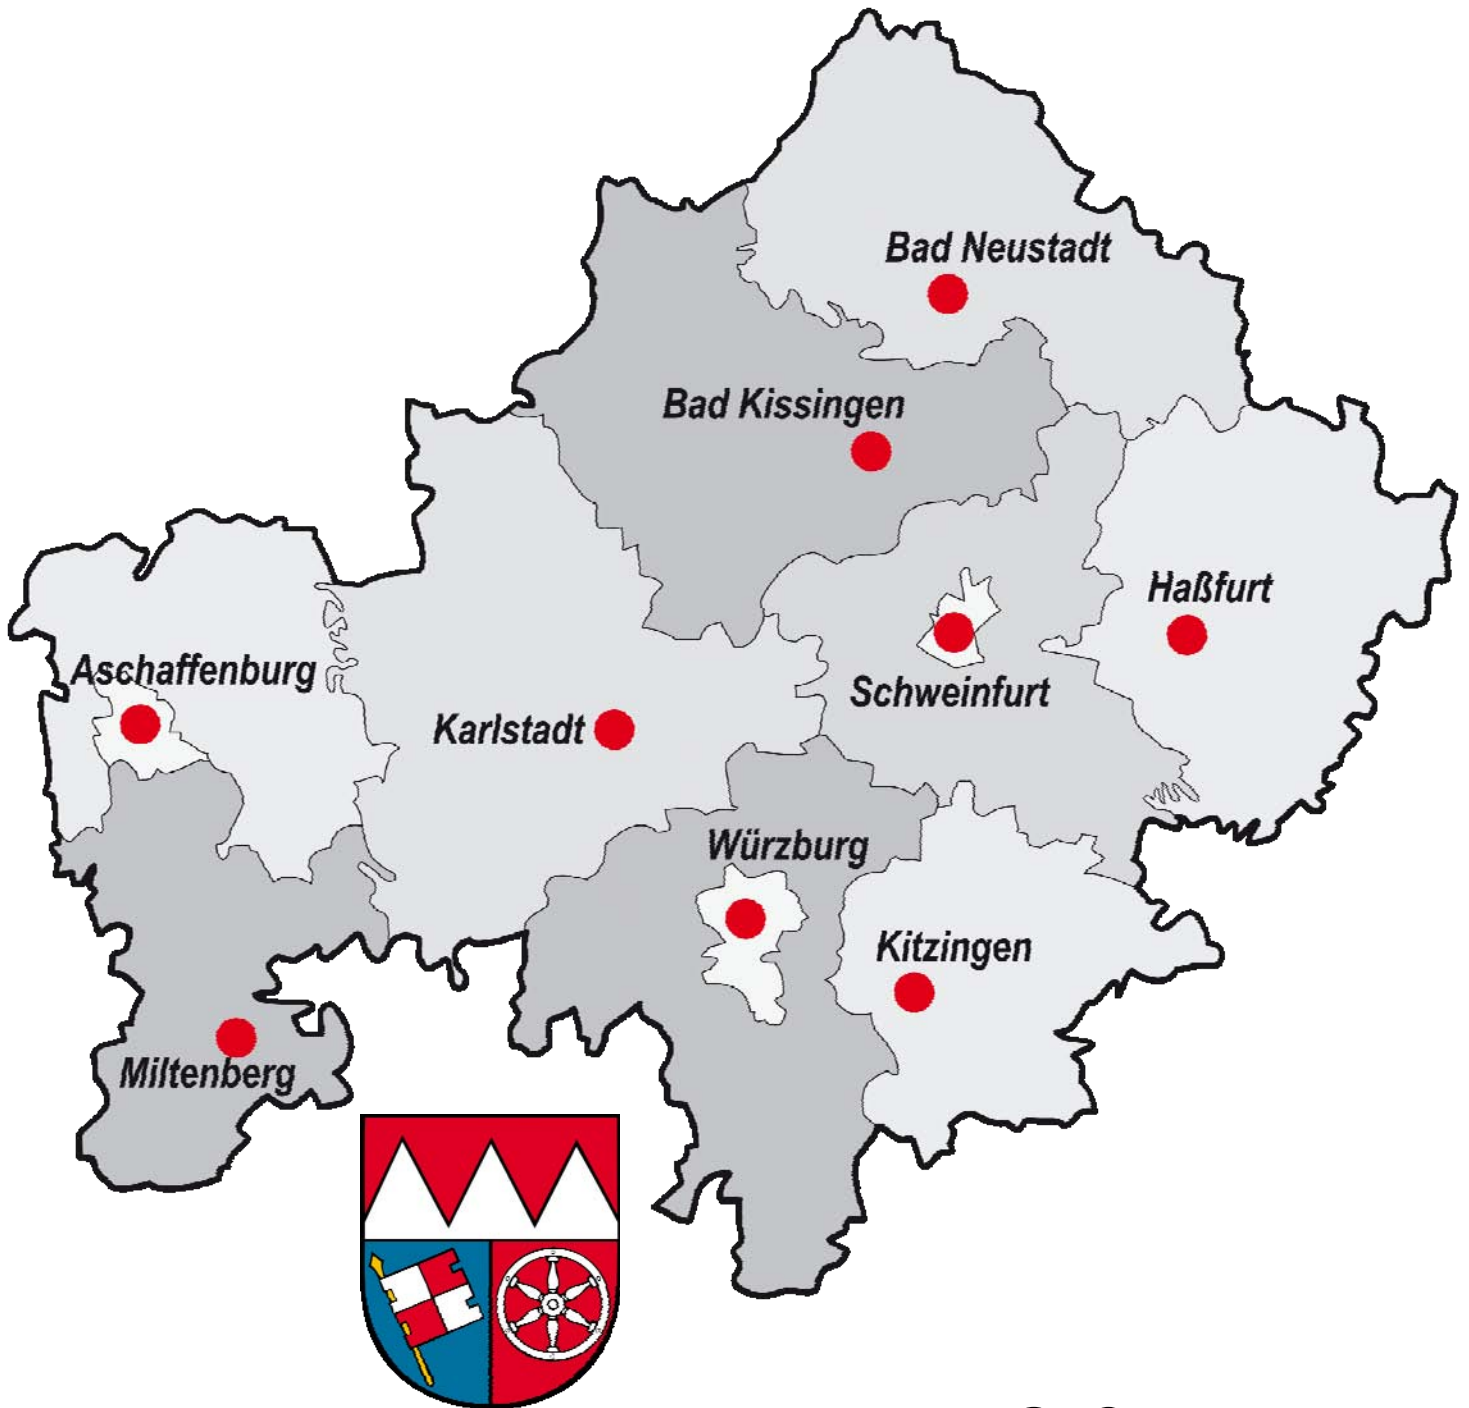 Bad Neustadt
Bad Kissingen
Haßfurt
Aschaffenburg
Schweinfurt
Karlstadt
Würzburg
Kitzingen
Miltenberg